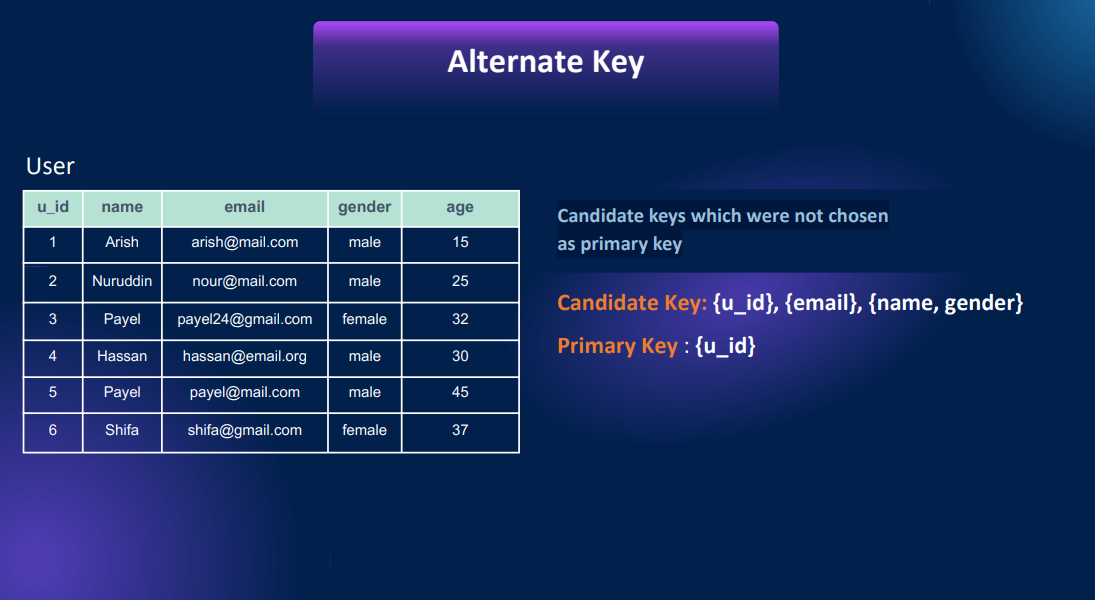 Alternate Key
User
u_id name email gender age
1 Arish arish@mail.com male 15
2 Nuruddin nour@mail.com male 25
3 Payel payel24@gmail.com female 32
4 Hassan hassan@email.org male 30
5 Payel payel@mail.com male 45
6 Shifa shifa@gmail.com female 37
Candidate keys which were not chosen
as primary key
Candidate Key: {u_id}, {email}, {name, gender}
Primary Key : {u_id}